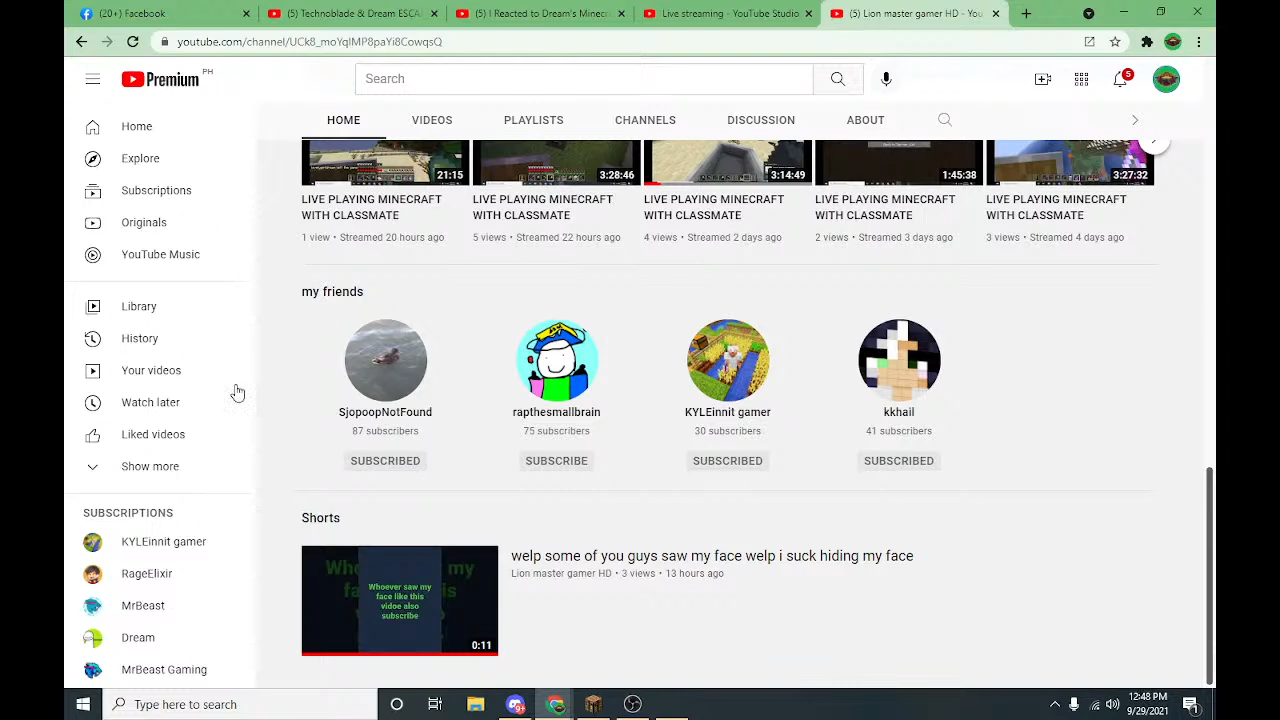 (20+) Facebook
(5) Technoblade & Dream ESCA
(5) I Reacted to Dream's Minecr
Live streaming - YouTube Studio
(5) Lion master gamer HD - You
youtube.com/channel/UCk8_moYqIMP8paYi8CowqsQ
Premium PH
Search
5
HOME VIDEOS PLAYLISTS CHANNELS DISCUSSION ABOUT
Home
Explore
Subscriptions
Originals
YouTube Music
Library
History
Your videos
Watch later
Liked videos
Show more
SUBSCRIPTIONS
KYLEinnit gamer
RageElixir
MrBeast
Dream
MrBeast Gaming
21:15 3:28:46 3:14:49 1:45:38 3:27:32
LIVE PLAYING MINECRAFT WITH CLASSMATE
1 view • Streamed 20 hours ago
LIVE PLAYING MINECRAFT WITH CLASSMATE
5 views • Streamed 22 hours ago
LIVE PLAYING MINECRAFT WITH CLASSMATE
4 views • Streamed 2 days ago
LIVE PLAYING MINECRAFT WITH CLASSMATE
2 views • Streamed 3 days ago
LIVE PLAYING MINECRAFT WITH CLASSMATE
3 views • Streamed 4 days ago
my friends
SjopoopNotFound
87 subscribers
SUBSCRIBED
rapthesmallbrain
75 subscribers
SUBSCRIBE
KYLEinnit gamer
30 subscribers
SUBSCRIBED
kkhail
41 subscribers
SUBSCRIBED
Shorts
Whoever saw my
face like this
vidoe also
subscribe
0:11
welp some of you guys saw my face welp i suck hiding my face
Lion master gamer HD • 3 views • 13 hours ago
Type here to search
12:48 PM
9/29/2021